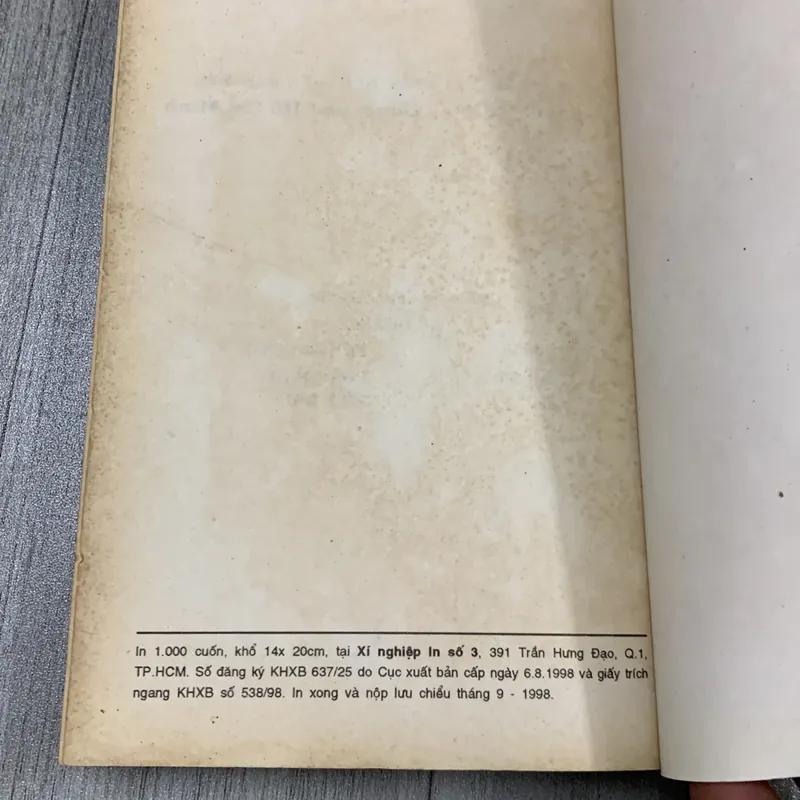 In 1.000 cuốn, khổ 14x 20cm, tại Xí nghiệp In số 3, 391 Trần Hưng Đạo, Q.1,
TP.HCM. Số đăng ký KHXB 637/25 do Cục xuất bản cấp ngày 6.8.1998 và giấy trích
ngang KHXB số 538/98. In xong và nộp lưu chiểu tháng 9 - 1998.